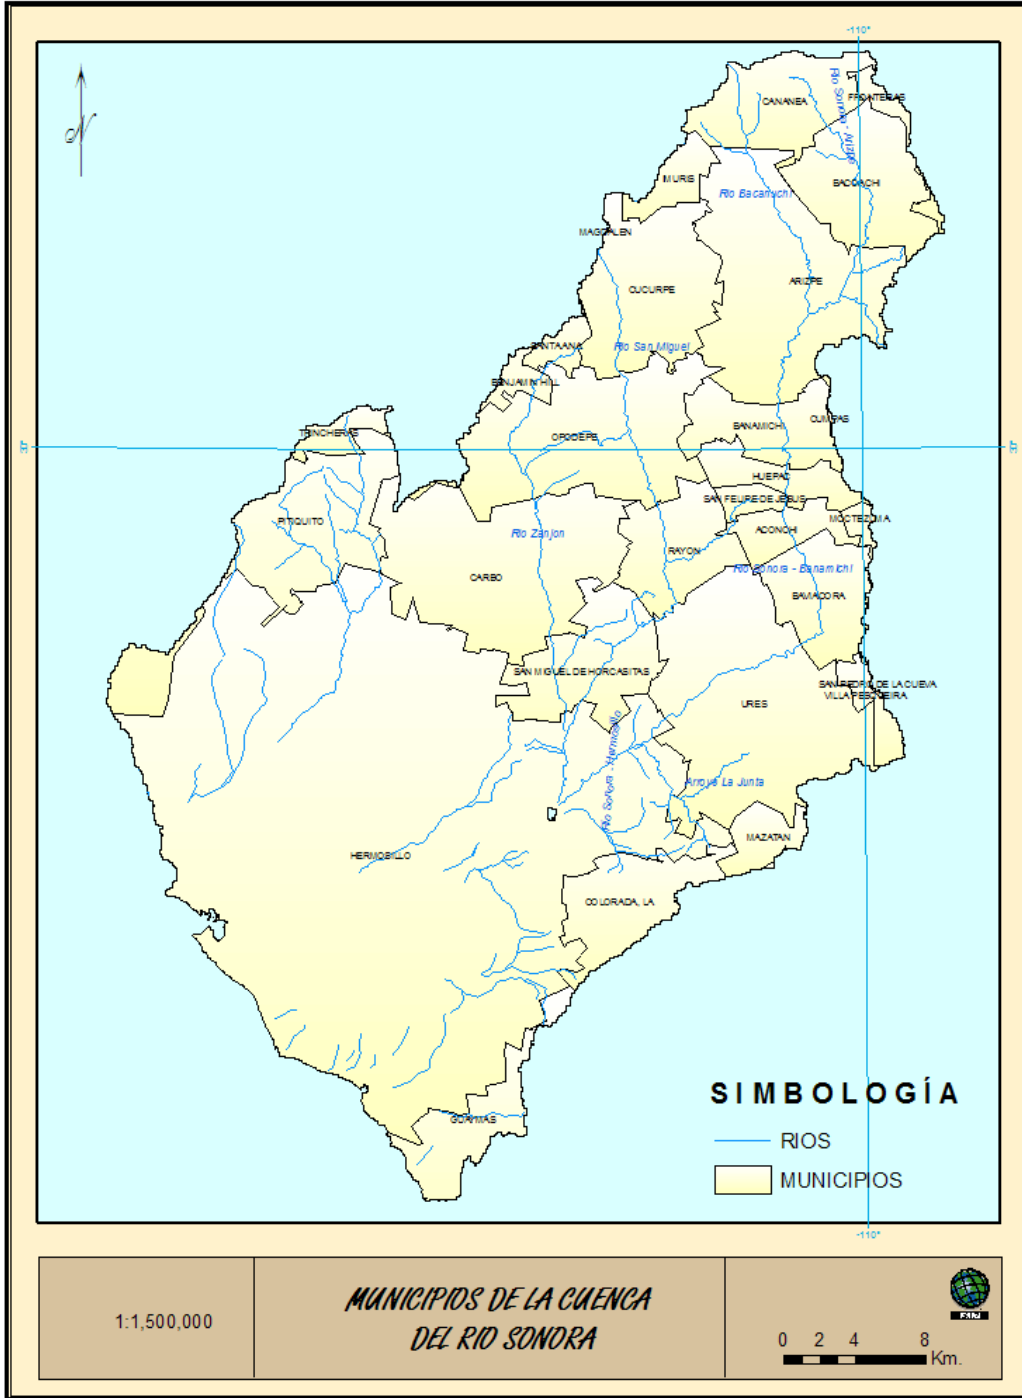 -110°
N
Rio Sonora - Arizpe
FRONTERAS
CANANEA
IMURIS
BACOACHI
Rio Bacanuchi
MAGDALEN
CUCURPE
ARIZPE
SANTA ANA
Rio San Miguel
BENJAMIN HILL
CUMPAS
BANAMICHI
TRINCHERAS
OPODEPE
HUEPAC
SAN FELIPE DE JESUS
PITIQUITO
MOCTEZUMA
ACONCHI
Rio Zanjon
RAYON
Rio Sonora - Banamichi
CARBO
BAVIACORA
SAN MIGUEL DE HORCASITAS
SAN PEDRO DE LA CUEVA
VILLA PESQUEIRA
URES
Rio Sonora - Hermosillo
Arroyo La Junta
MAZATAN
HERMOSILLO
COLORADA, LA
GUAYMAS
SIMBOLOGÍA
RIOS
MUNICIPIOS
-110°
1:1,500,000
MUNICIPIOS DE LA CUENCA
DEL RIO SONORA
0 2 4 8
Km.